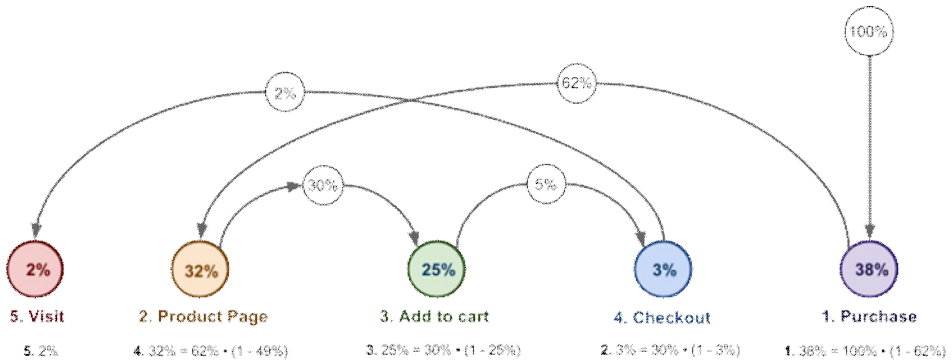 100%
2%
62%
30%
5%
2%
32%
25%
3%
38%
5. Visit
2. Product Page
3. Add to cart
4. Checkout
1. Purchase
5. 2%
4. 32% = 62% • (1 - 49%)
3. 25% = 30% • (1 - 25%)
2. 3% = 30% • (1 - 3%)
1. 38% = 100% • (1 - 62%)